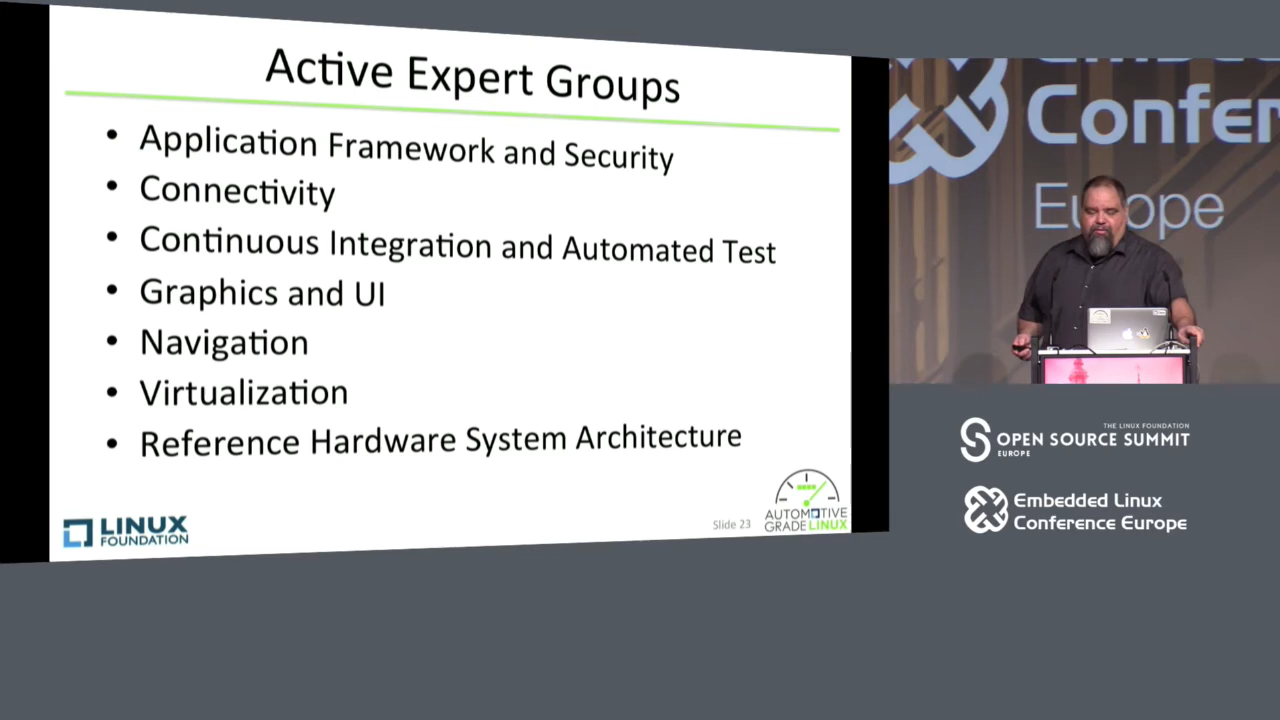 Active Expert Groups
• Application Framework and Security
• Connectivity
• Continuous Integration and Automated Test
• Graphics and UI
• Navigation
• Virtualization
• Reference Hardware System Architecture
LINUX
FOUNDATION
Slide 23
AUTOMOTIVE
GRADE LINUX
Confer
Europe
THE LINUX FOUNDATION
OPEN SOURCE SUMMIT
EUROPE
Embedded Linux
Conference Europe